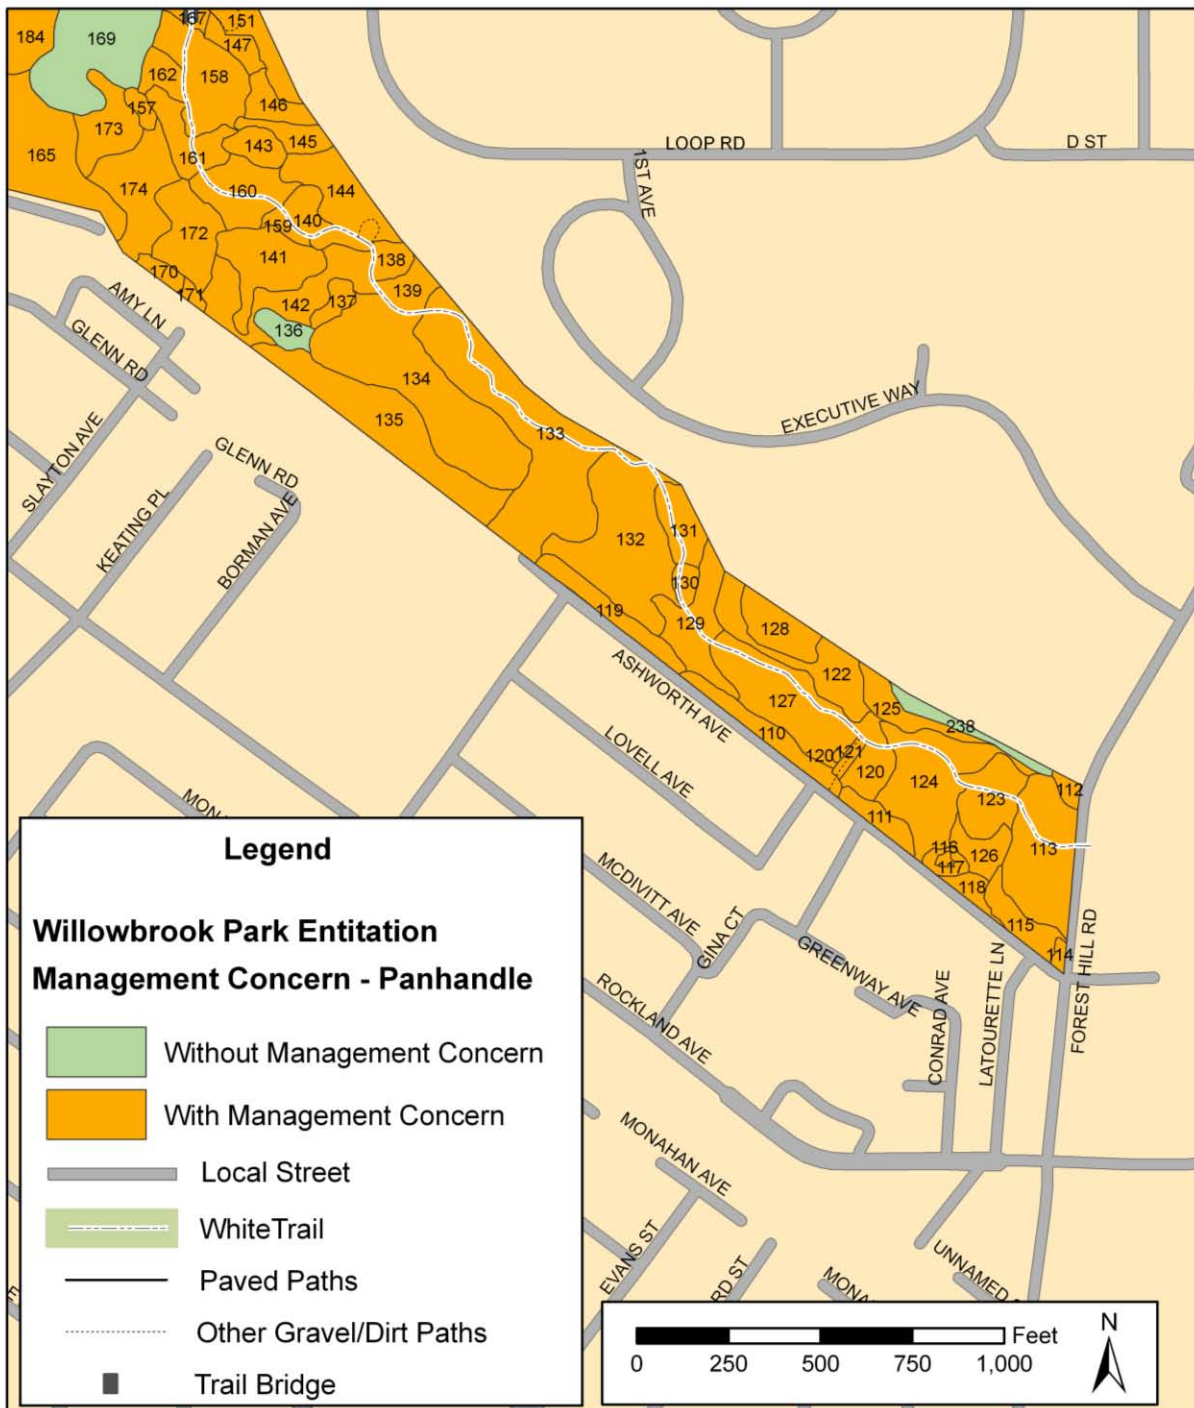 167
151
184
169
147
162
158
157
146
173
143
145
165
161
174
160
144
140
159
172
141
138
170
139
171
142
137
136
134
135
133
132
131
130
119
129
128
122
127
125
238
110
120
121
120
124
112
123
111
113
116
126
117
118
115
114
LOOP RD
D ST
1ST AVE
EXECUTIVE WAY
AMY LN
GLENN RD
SLAYTON AVE
GLENN RD
KEATING PL
BORMAN AVE
ASHWORTH AVE
LOVELL AVE
MCDIVITT AVE
GINA CT
GREENWAY AVE
ROCKLAND AVE
CONRAD AVE
LATOURETTE LN
FOREST HILL RD
MONAHAN AVE
EVANS ST
RD ST
UNNAMED
Legend
Willowbrook Park Entitation
Management Concern - Panhandle
Without Management Concern
With Management Concern
Local Street
WhiteTrail
Paved Paths
Other Gravel/Dirt Paths
Trail Bridge
Feet
0 250 500 750 1,000
N